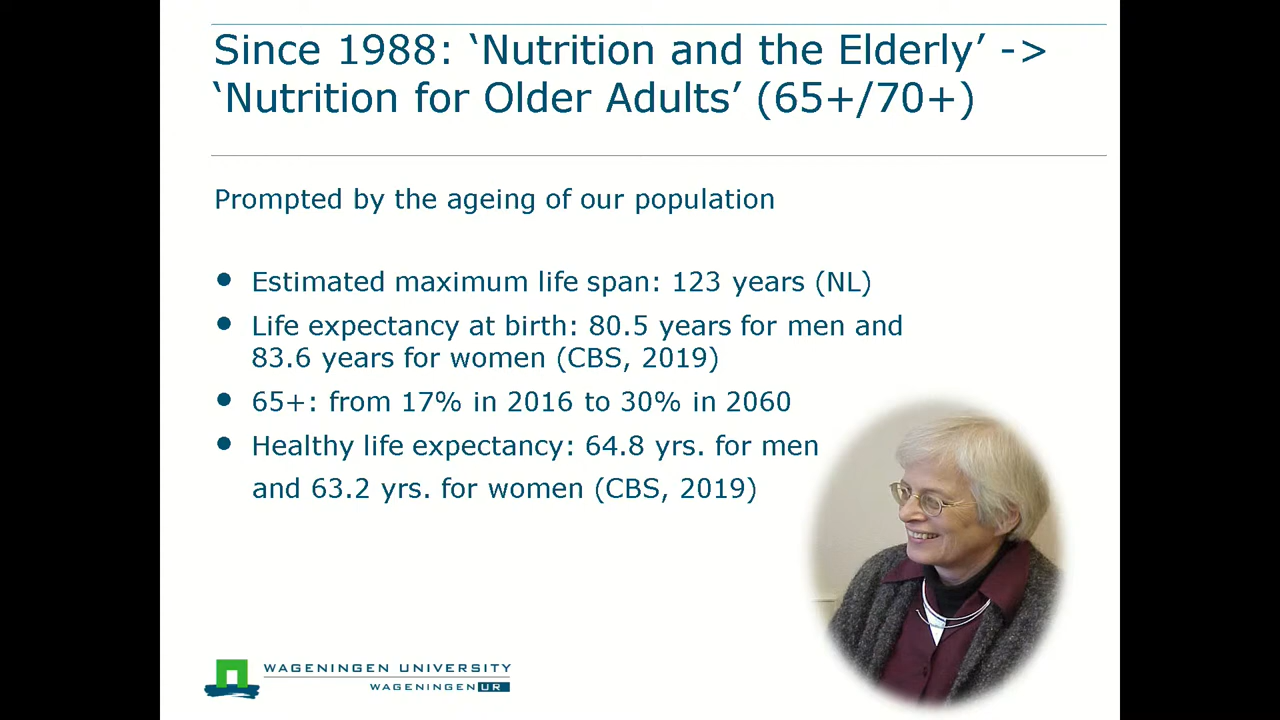 Since 1988: ‘Nutrition and the Elderly’ ->
‘Nutrition for Older Adults’ (65+/70+)
Prompted by the ageing of our population
● Estimated maximum life span: 123 years (NL)
● Life expectancy at birth: 80.5 years for men and
83.6 years for women (CBS, 2019)
● 65+: from 17% in 2016 to 30% in 2060
● Healthy life expectancy: 64.8 yrs. for men
and 63.2 yrs. for women (CBS, 2019)
WAGENINGEN UNIVERSITY
WAGENINGEN UR